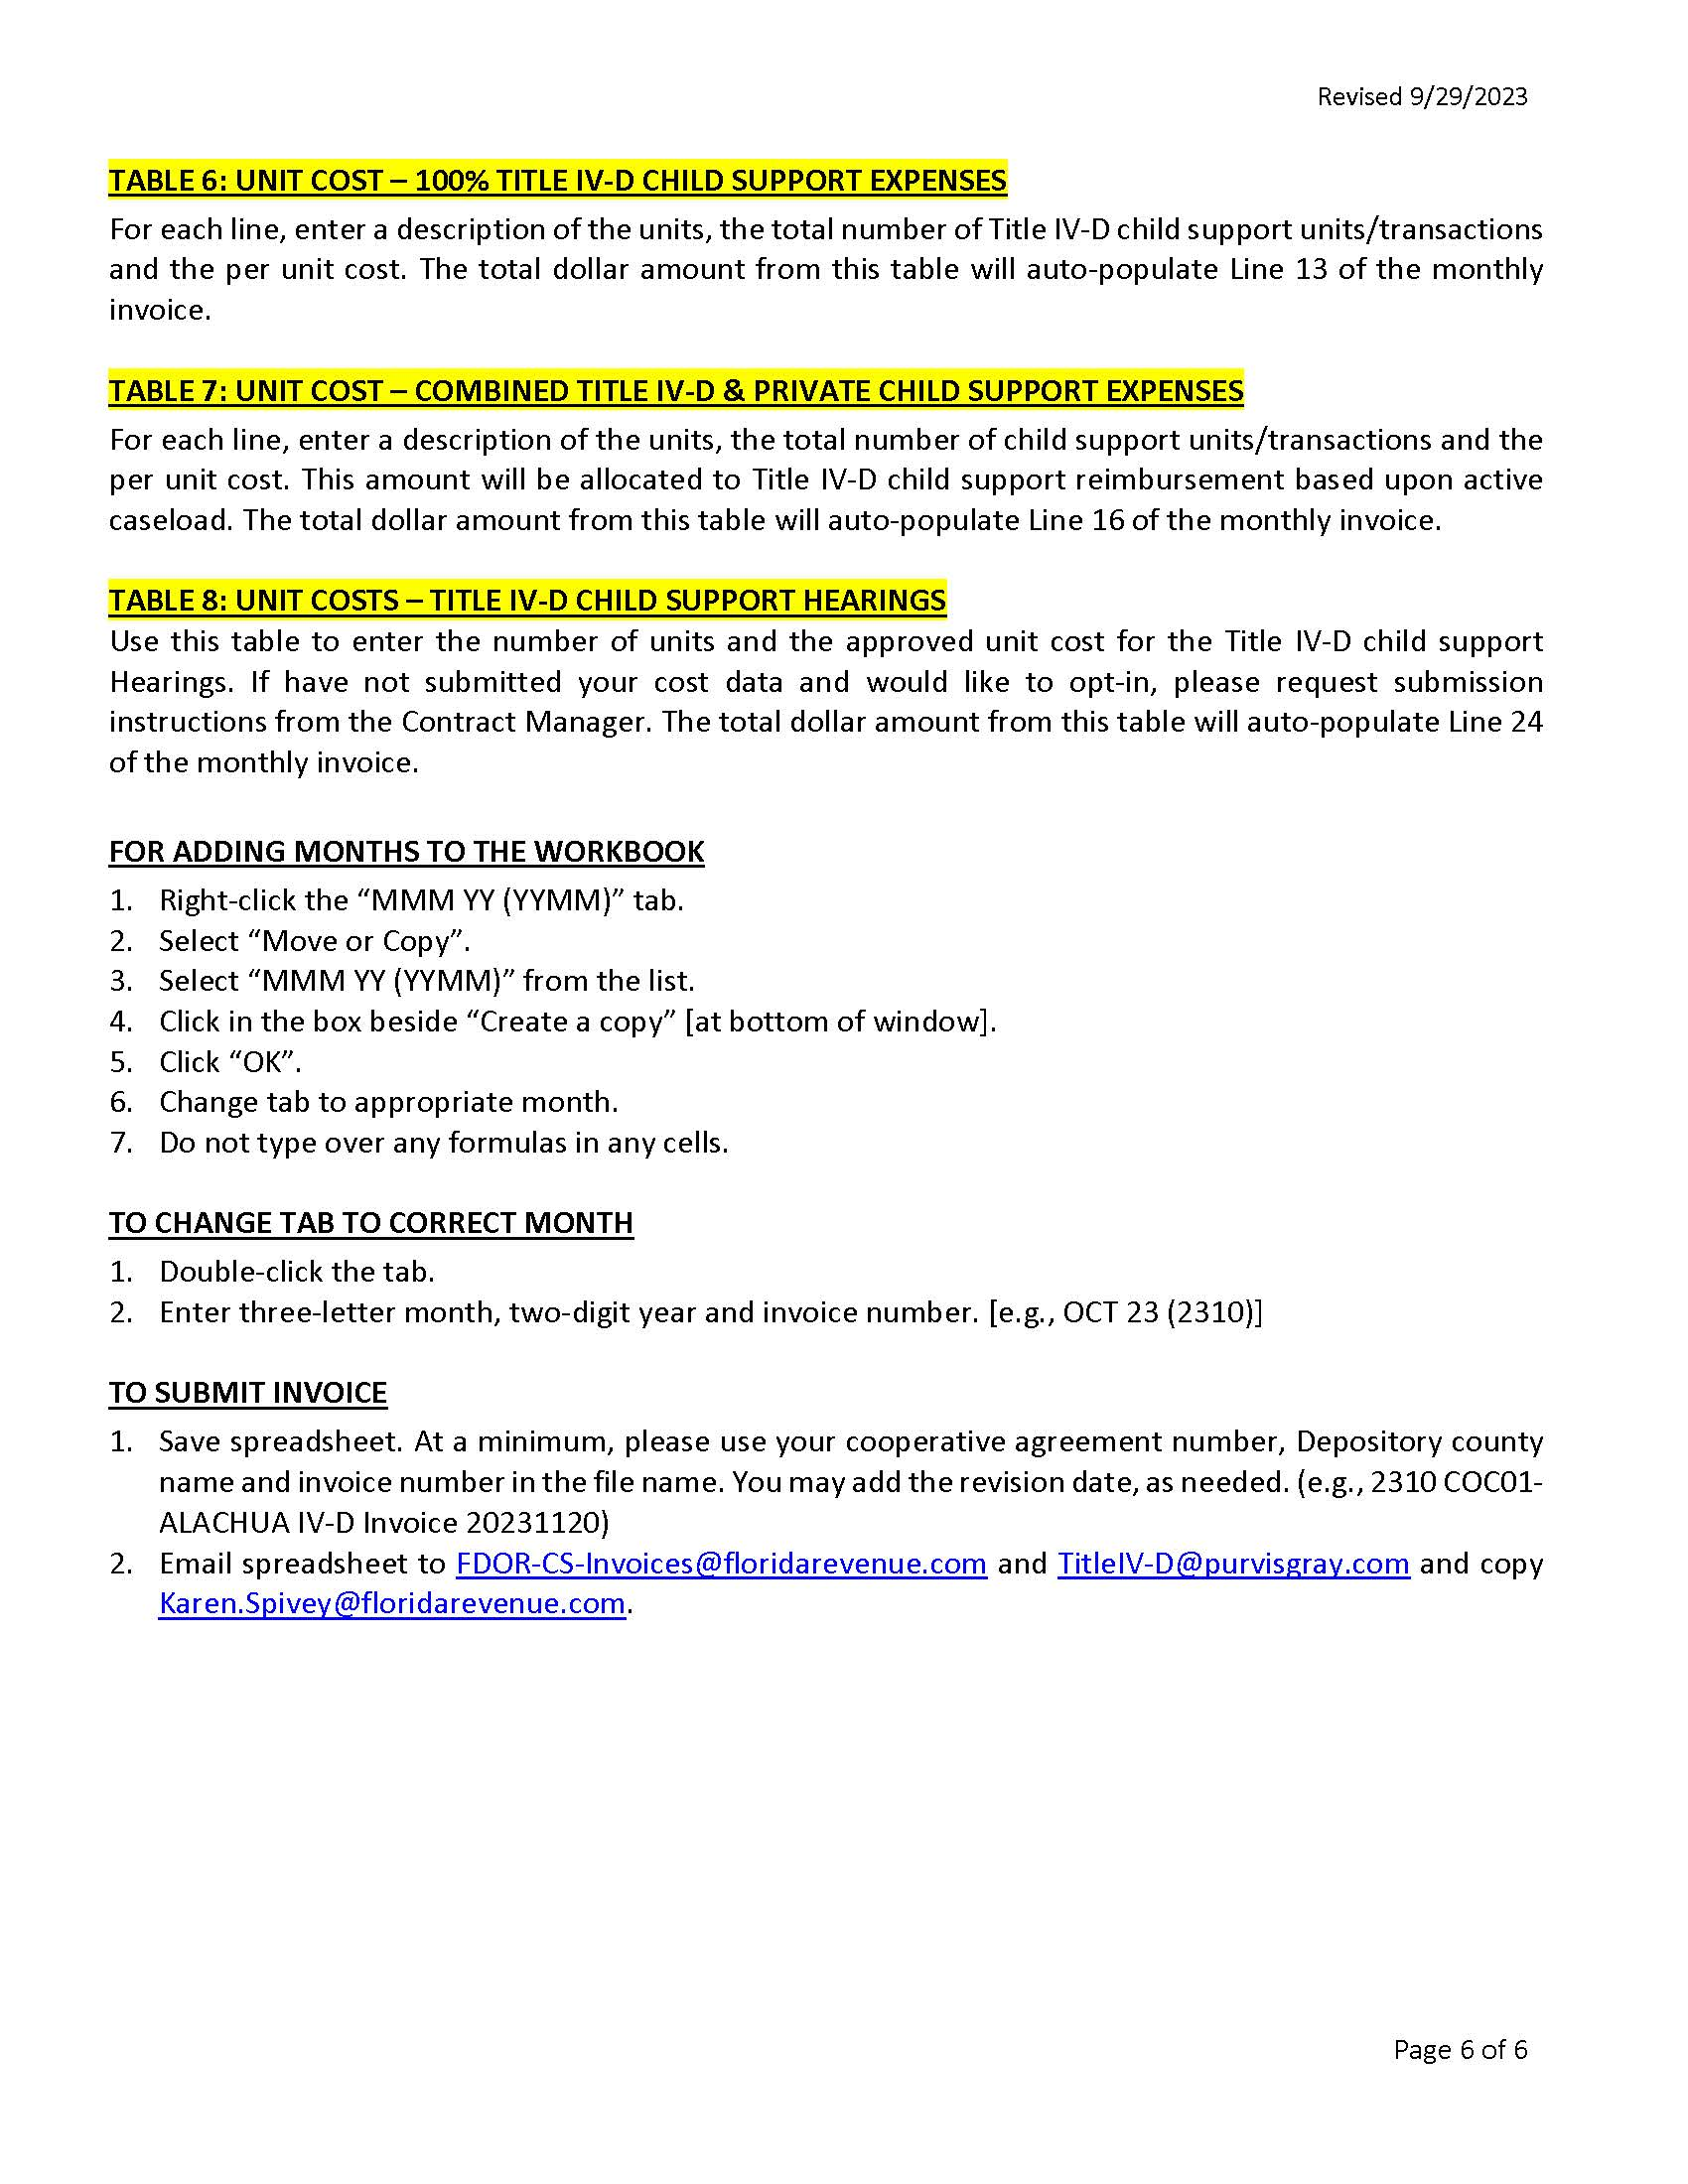 Revised 9/29/2023
TABLE 6: UNIT COST – 100% TITLE IV-D CHILD SUPPORT EXPENSES
For each line, enter a description of the units, the total number of Title IV-D child support units/transactions
and the per unit cost. The total dollar amount from this table will auto-populate Line 13 of the monthly
invoice.
TABLE 7: UNIT COST – COMBINED TITLE IV-D & PRIVATE CHILD SUPPORT EXPENSES
For each line, enter a description of the units, the total number of child support units/transactions and the
per unit cost. This amount will be allocated to Title IV-D child support reimbursement based upon active
caseload. The total dollar amount from this table will auto-populate Line 16 of the monthly invoice.
TABLE 8: UNIT COSTS – TITLE IV-D CHILD SUPPORT HEARINGS
Use this table to enter the number of units and the approved unit cost for the Title IV-D child support
Hearings. If have not submitted your cost data and would like to opt-in, please request submission
instructions from the Contract Manager. The total dollar amount from this table will auto-populate Line 24
of the monthly invoice.
FOR ADDING MONTHS TO THE WORKBOOK
1. Right-click the “MMM YY (YYMM)” tab.
2. Select “Move or Copy”.
3. Select “MMM YY (YYMM)” from the list.
4. Click in the box beside “Create a copy” [at bottom of window].
5. Click “OK”.
6. Change tab to appropriate month.
7. Do not type over any formulas in any cells.
TO CHANGE TAB TO CORRECT MONTH
1. Double-click the tab.
2. Enter three-letter month, two-digit year and invoice number. [e.g., OCT 23 (2310)]
TO SUBMIT INVOICE
1. Save spreadsheet. At a minimum, please use your cooperative agreement number, Depository county
name and invoice number in the file name. You may add the revision date, as needed. (e.g., 2310 COC01-
ALACHUA IV-D Invoice 20231120)
2. Email spreadsheet to FDOR-CS-Invoices@floridarevenue.com and TitleIV-D@purvisgray.com and copy
Karen.Spivey@floridarevenue.com.
Page 6 of 6